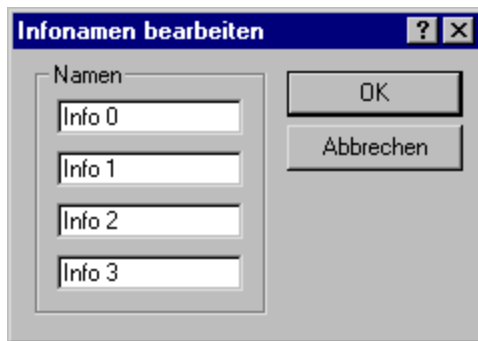 Infonamen bearbeiten
Namen
Info 0
Info 1
Info 2
Info 3
OK
Abbrechen